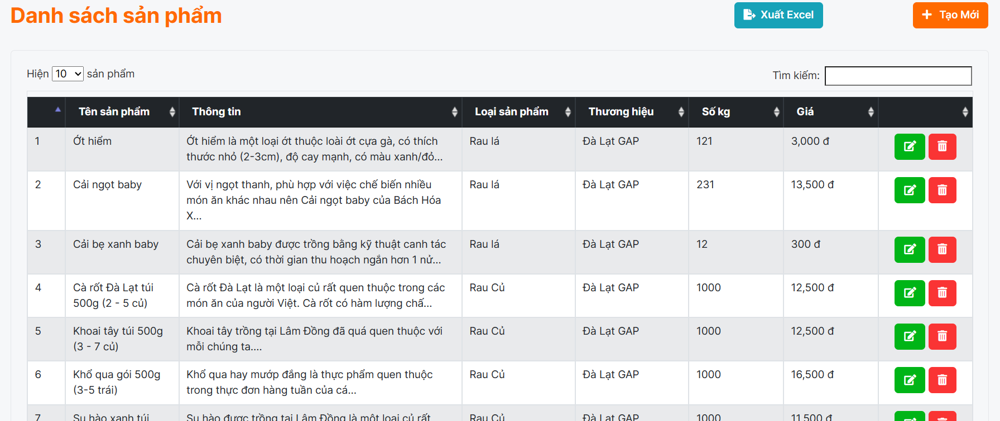 Danh sách sản phẩm
Xuất Excel
Tạo Mới
Hiện 10 sản phẩm
Tìm kiếm:
Tên sản phẩm Thông tin Loại sản phẩm Thương hiệu Số kg Giá
1 Ớt hiểm Ớt hiểm là một loại ớt thuộc loài ớt cựa gà, có thích Rau lá Đà Lạt GAP 121 3,000 đ
thước nhỏ (2-3cm), độ cay mạnh, có màu xanh/đỏ...
2 Cải ngọt baby Với vị ngọt thanh, phù hợp với việc chế biến nhiều Rau lá Đà Lạt GAP 231 13,500 đ
món ăn khác nhau nên Cải ngọt baby của Bách Hóa
X...
3 Cải bẹ xanh baby Cải bẹ xanh baby được trồng bằng kỹ thuật canh tác Rau lá Đà Lạt GAP 12 300 đ
chuyên biệt, có thời gian thu hoạch ngắn hơn 1 nử...
4 Cà rốt Đà Lạt túi Cà rốt Đà Lạt là một loại củ rất quen thuộc trong các Rau Củ Đà Lạt GAP 1000 12,500 đ
500g (2 - 5 củ) món ăn của người Việt. Cà rốt có hàm lượng chấ...
5 Khoai tây túi 500g Khoai tây trồng tại Lâm Đồng đã quá quen thuộc với Rau Củ Đà Lạt GAP 1000 12,500 đ
(3 - 7 củ) mỗi chúng ta....
6 Khổ qua gói 500g Khổ qua hay mướp đắng là thực phẩm quen thuộc Rau Củ Đà Lạt GAP 1000 16,500 đ
(3-5 trái) trong thực đơn hàng tuần của cá...
7 Su hào xanh túi Su hào được trồng tại Lâm Đồng là một loại củ rất Rau Củ Đà Lạt GAP 1000 11,500 đ